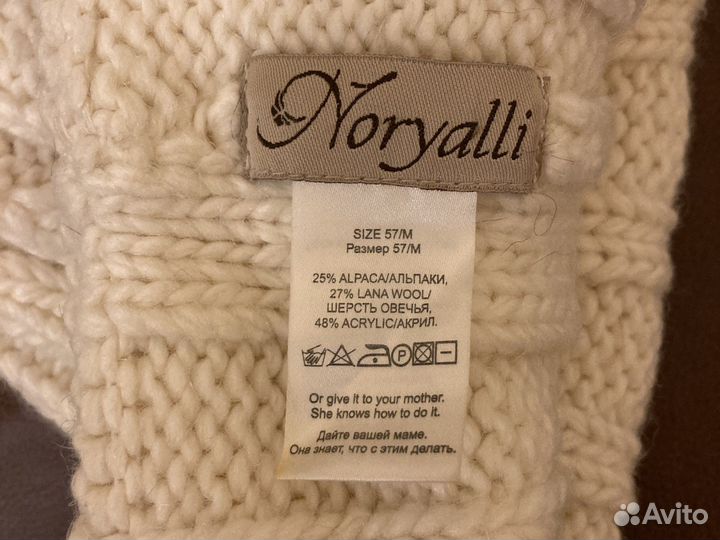 Noryalli
SIZE 57/M
Размер 57/M
25% ALPACA/АЛЬПАКИ,
27% LANA WOOL/
ШЕРСТЬ ОВЕЧЬЯ,
48% ACRYLIC/АКРИЛ.
P
Or give it to your mother.
She knows how to do it.
Дайте вашей маме.
Она знает, что с этим делать.
Avito